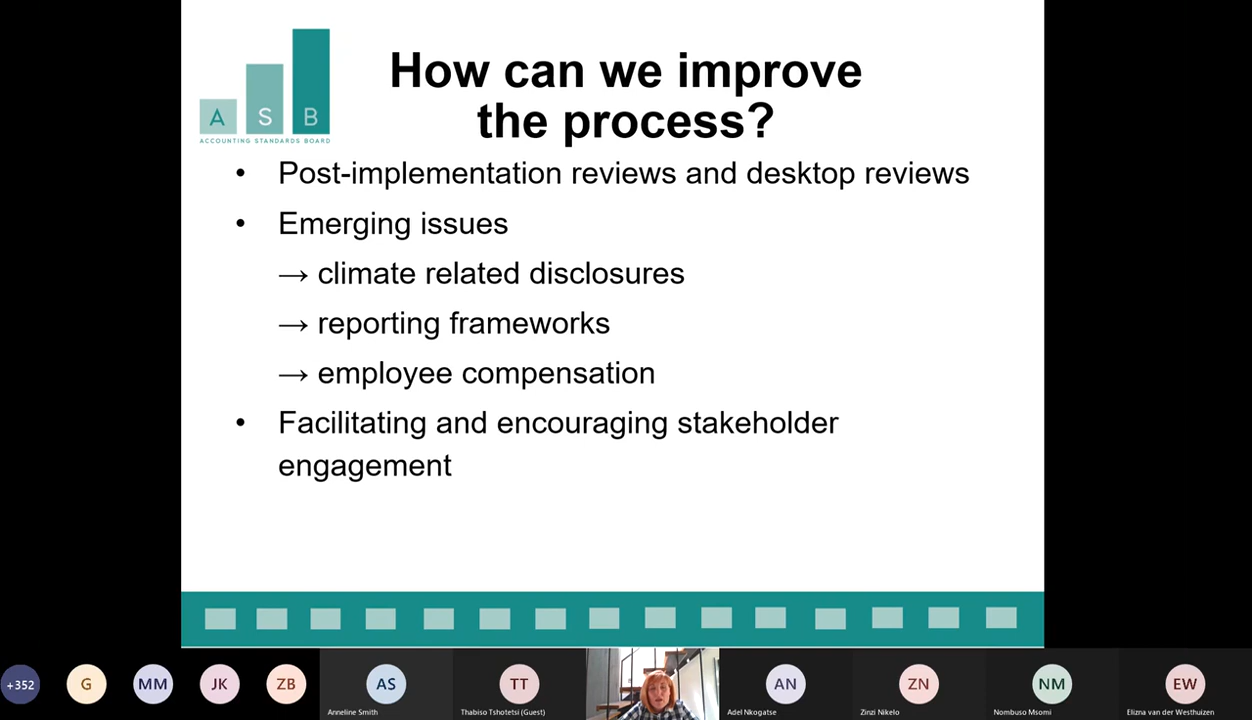 A S B
ACCOUNTING STANDARDS BOARD
How can we improve
the process?
• Post-implementation reviews and desktop reviews
• Emerging issues
→ climate related disclosures
→ reporting frameworks
→ employee compensation
• Facilitating and encouraging stakeholder
engagement
+352 G MM JK ZB AS TT AN ZN NM EW
Anneline Smith Thabiso Tshotetsi (Guest) Adel Nkogatse Zinzi Nikelo Nombuso Msomi Elizna van der Westhuizen